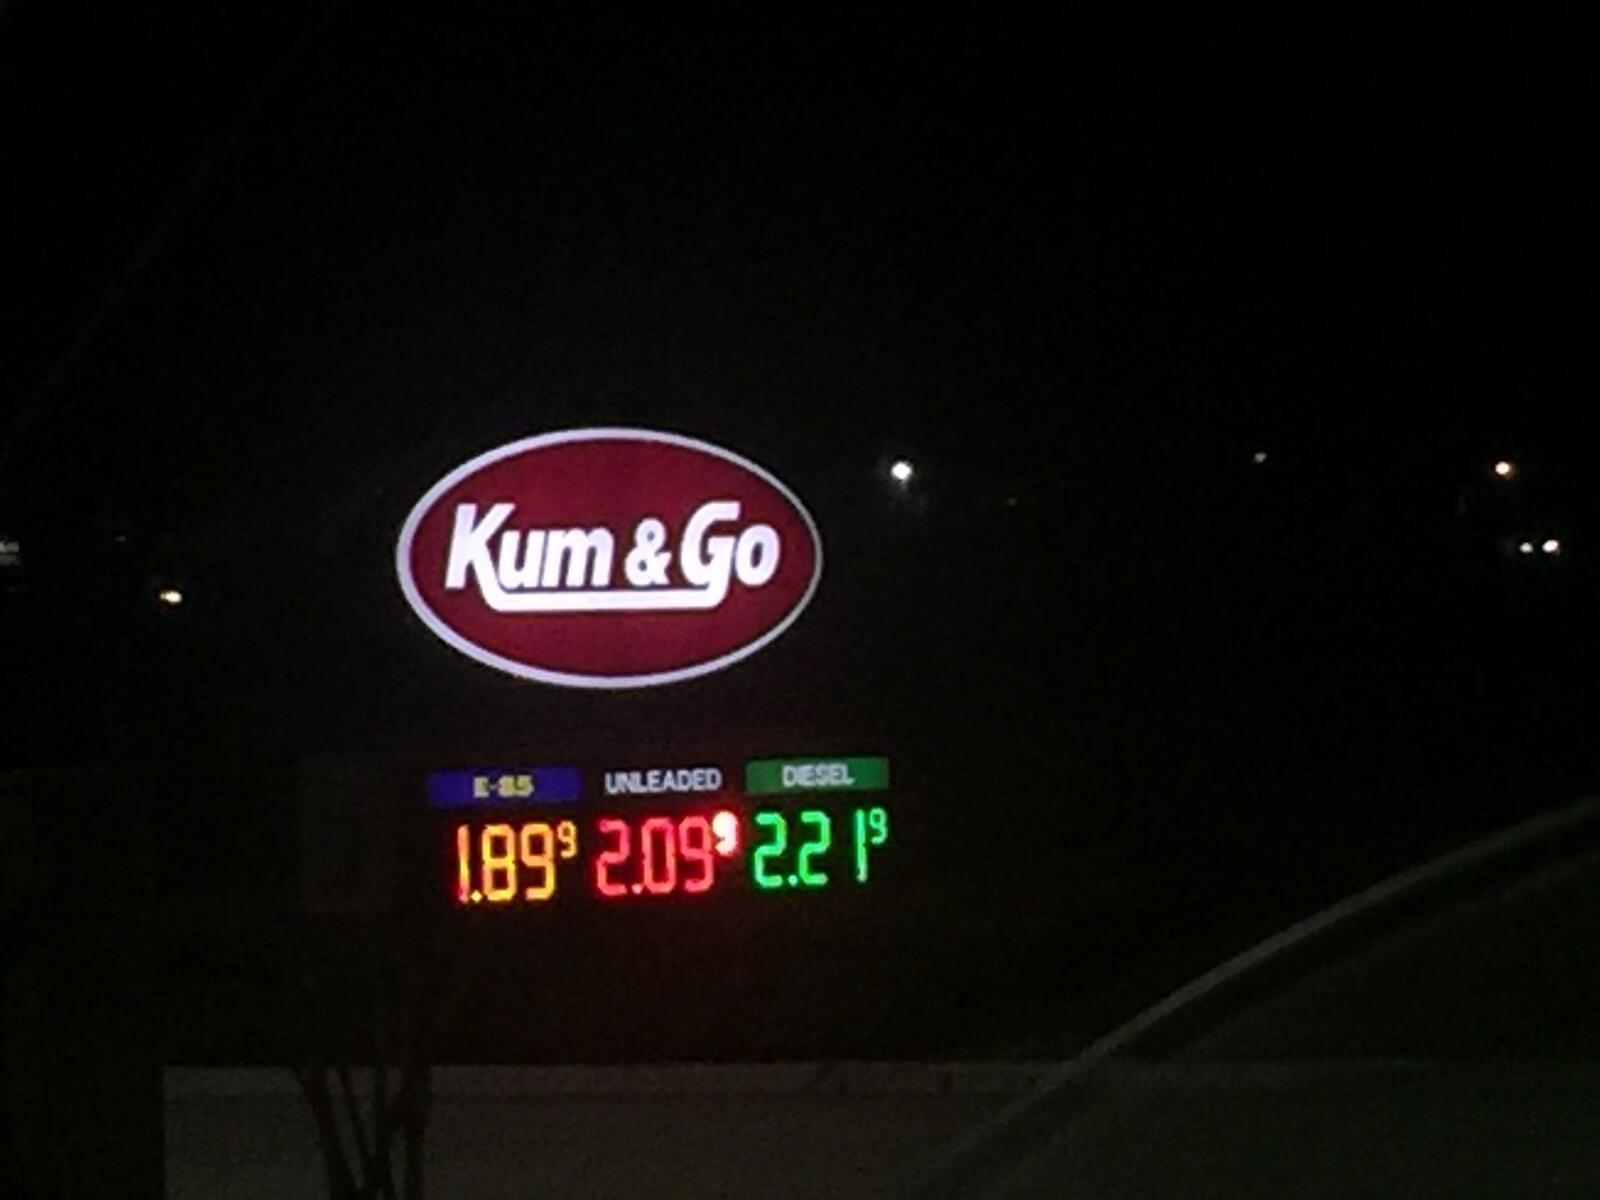 Kum & Go
E-85 UNLEADED DIESEL
1.899 2.099 2.219